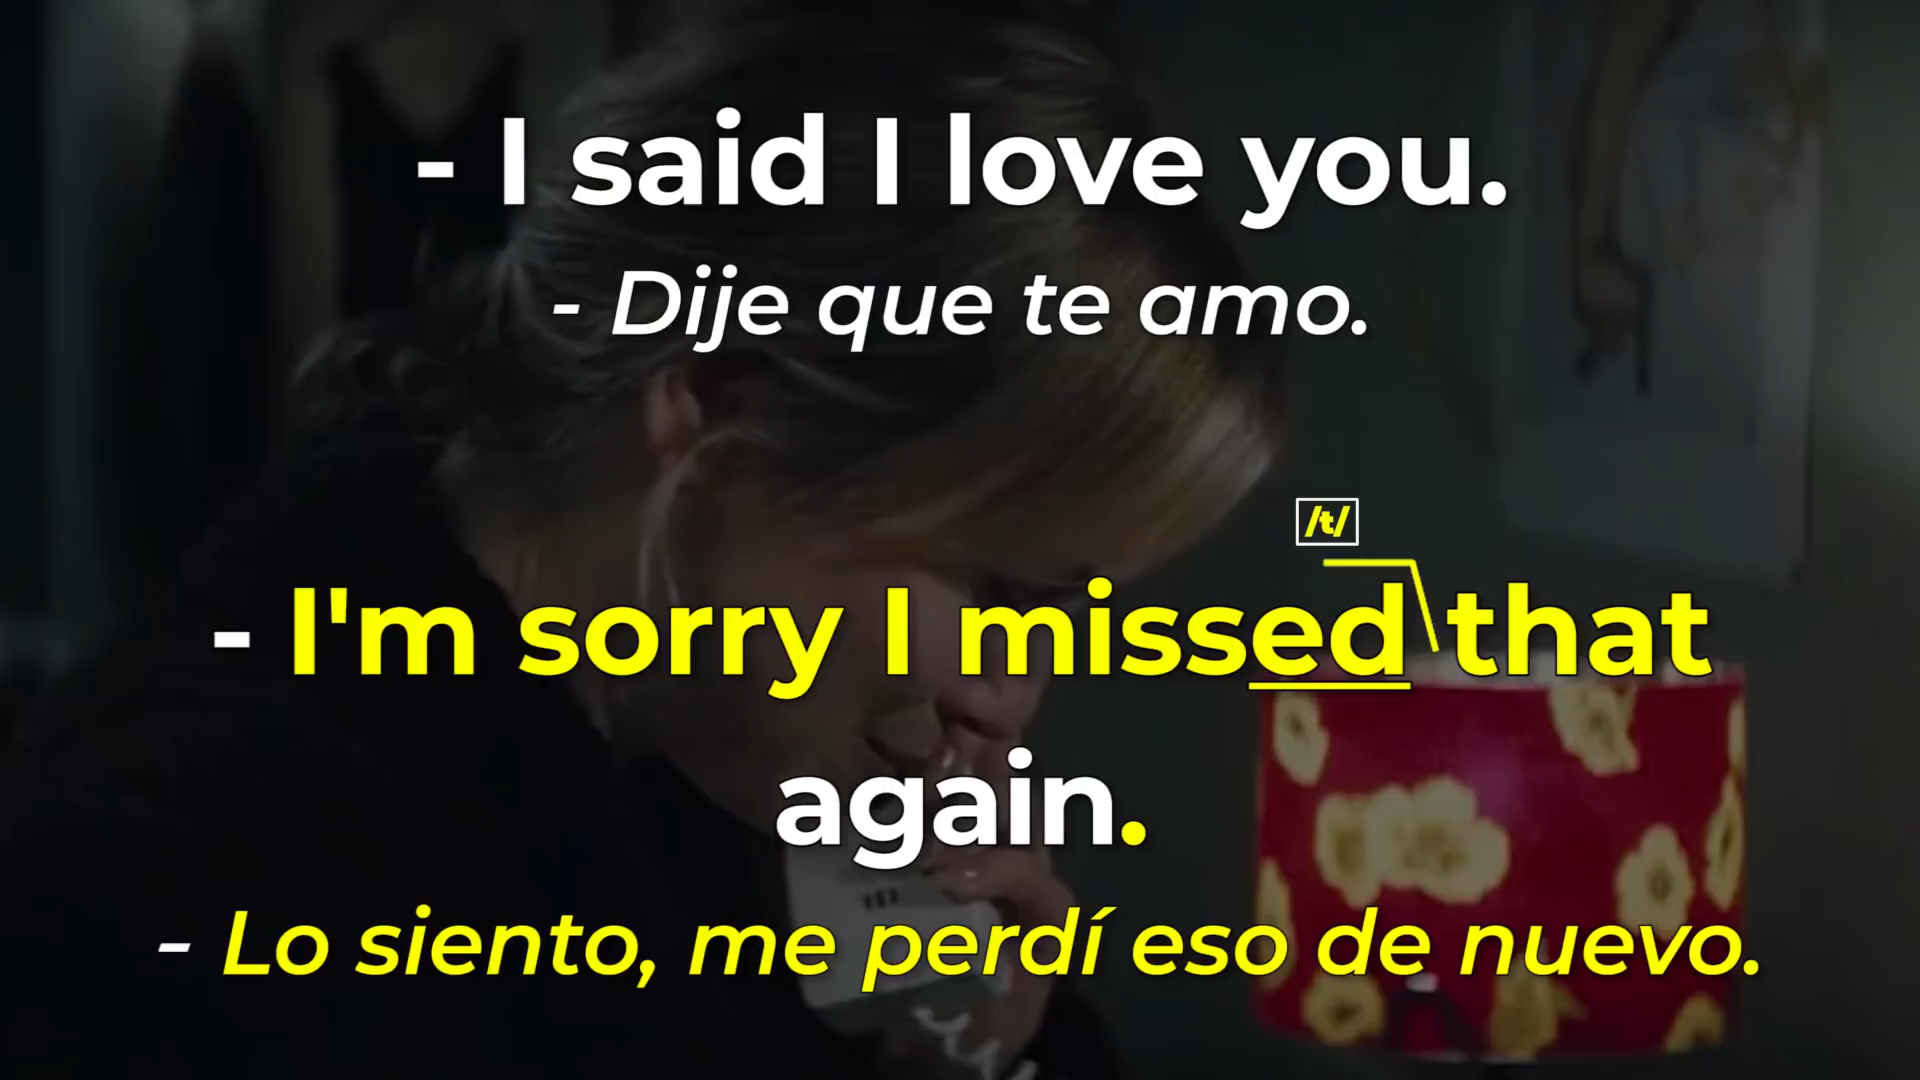 - I said I love you.
- Dije que te amo.
/t/
- I'm sorry I missed that
again.
- Lo siento, me perdí eso de nuevo.